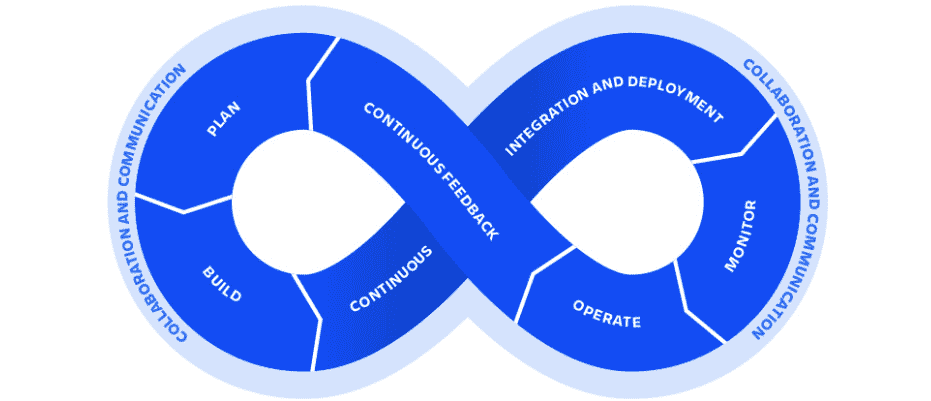 COLLABORATION AND COMMUNICATION
PLAN
BUILD
CONTINUOUS
INTEGRATION AND DEPLOYMENT
MONITOR
OPERATE
CONTINUOUS FEEDBACK
COLLABORATION AND COMMUNICATION